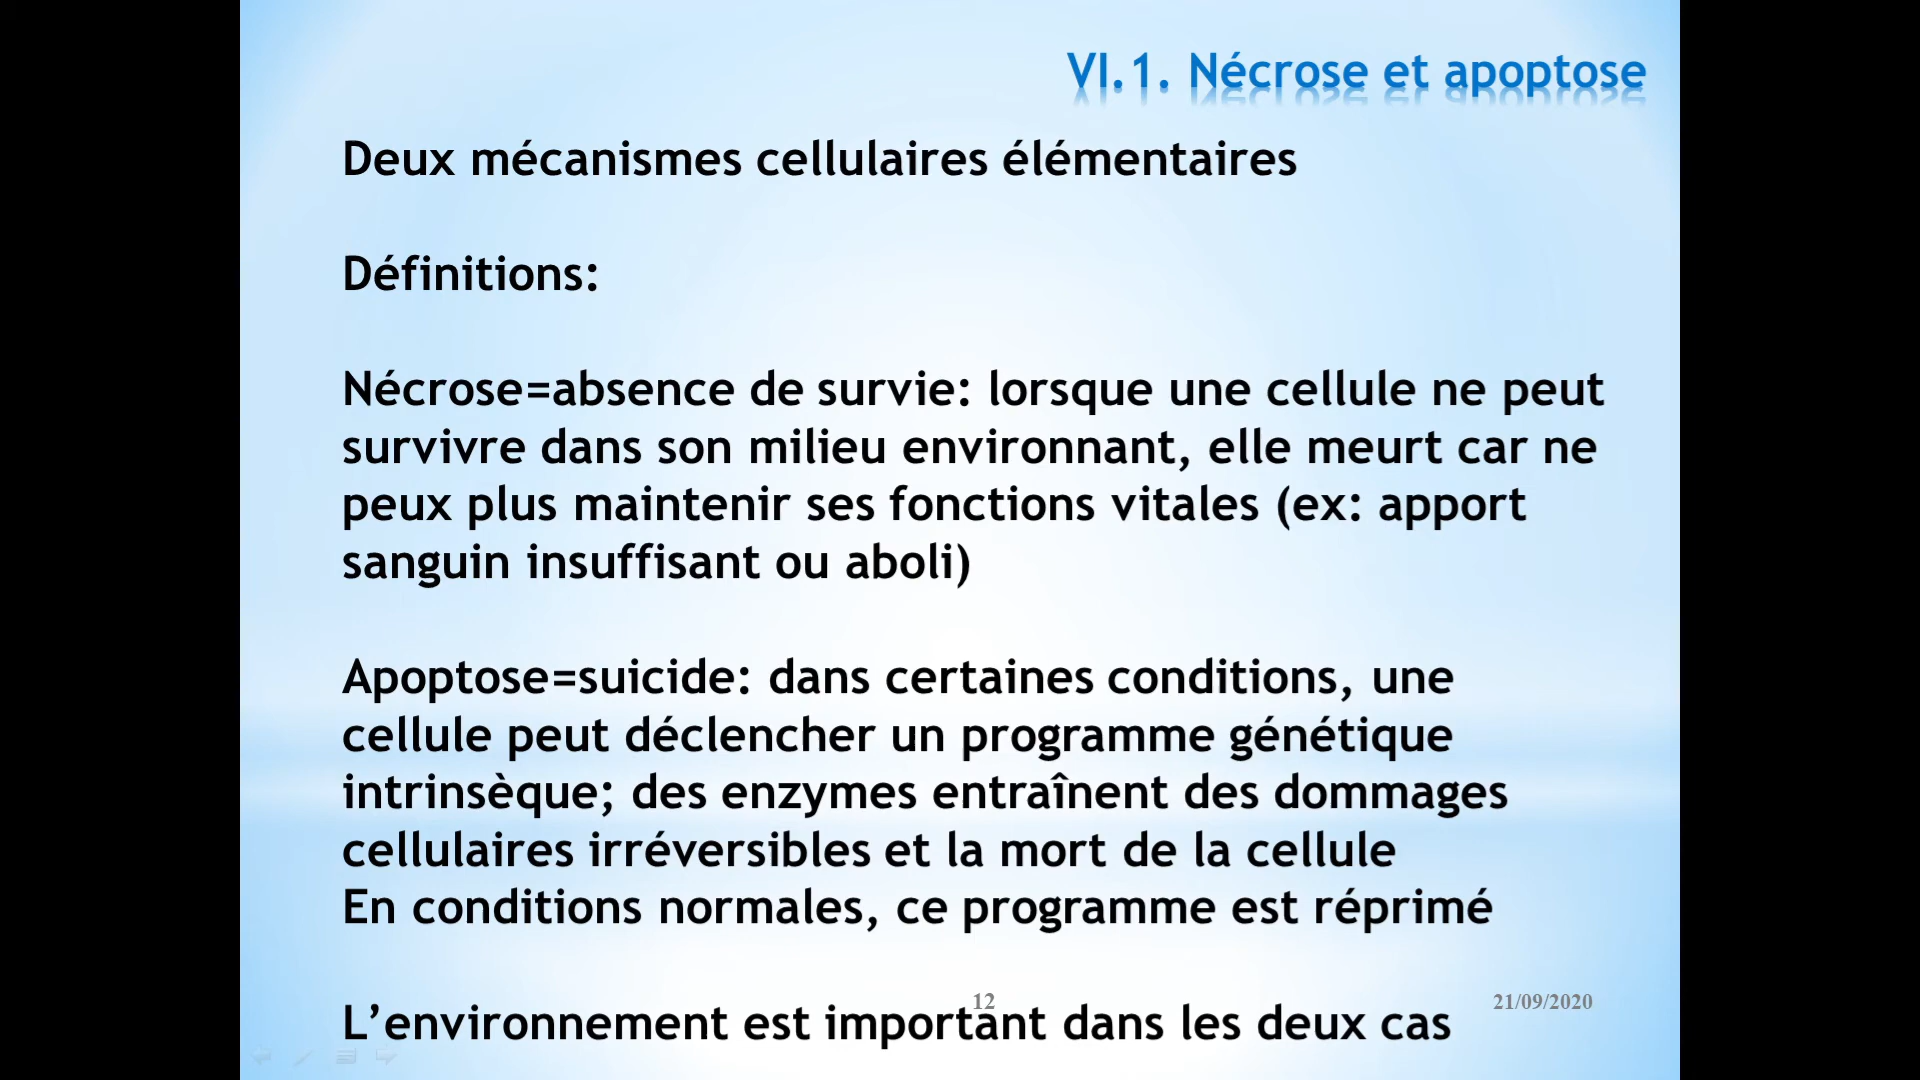 VI.1. Nécrose et apoptose
Deux mécanismes cellulaires élémentaires
Définitions:
Nécrose=absence de survie: lorsque une cellule ne peut
survivre dans son milieu environnant, elle meurt car ne
peux plus maintenir ses fonctions vitales (ex: apport
sanguin insuffisant ou aboli)
Apoptose=suicide: dans certaines conditions, une
cellule peut déclencher un programme génétique
intrinsèque; des enzymes entraînent des dommages
cellulaires irréversibles et la mort de la cellule
En conditions normales, ce programme est réprimé
12
21/09/2020
L’environnement est important dans les deux cas